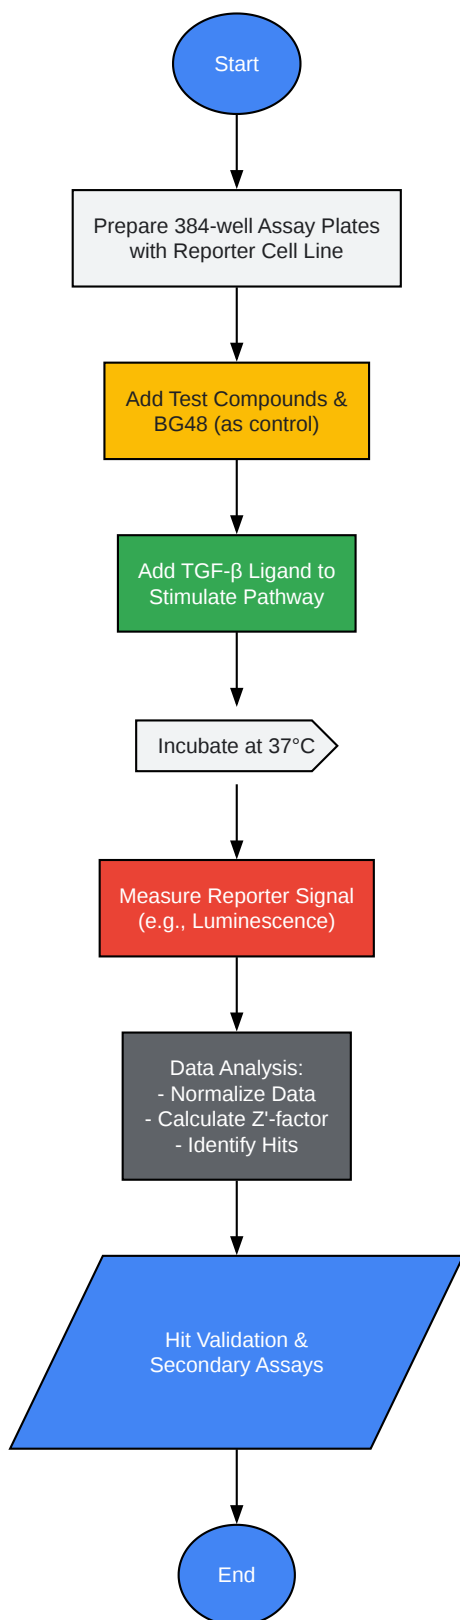 Start
Prepare 384-well Assay Plates
with Reporter Cell Line
Add Test Compounds &
BG48 (as control)
Add TGF-β Ligand to
Stimulate Pathway
Incubate at 37°C
Measure Reporter Signal
(e.g., Luminescence)
Data Analysis:
- Normalize Data
- Calculate Z'-factor
- Identify Hits
Hit Validation &
Secondary Assays
End